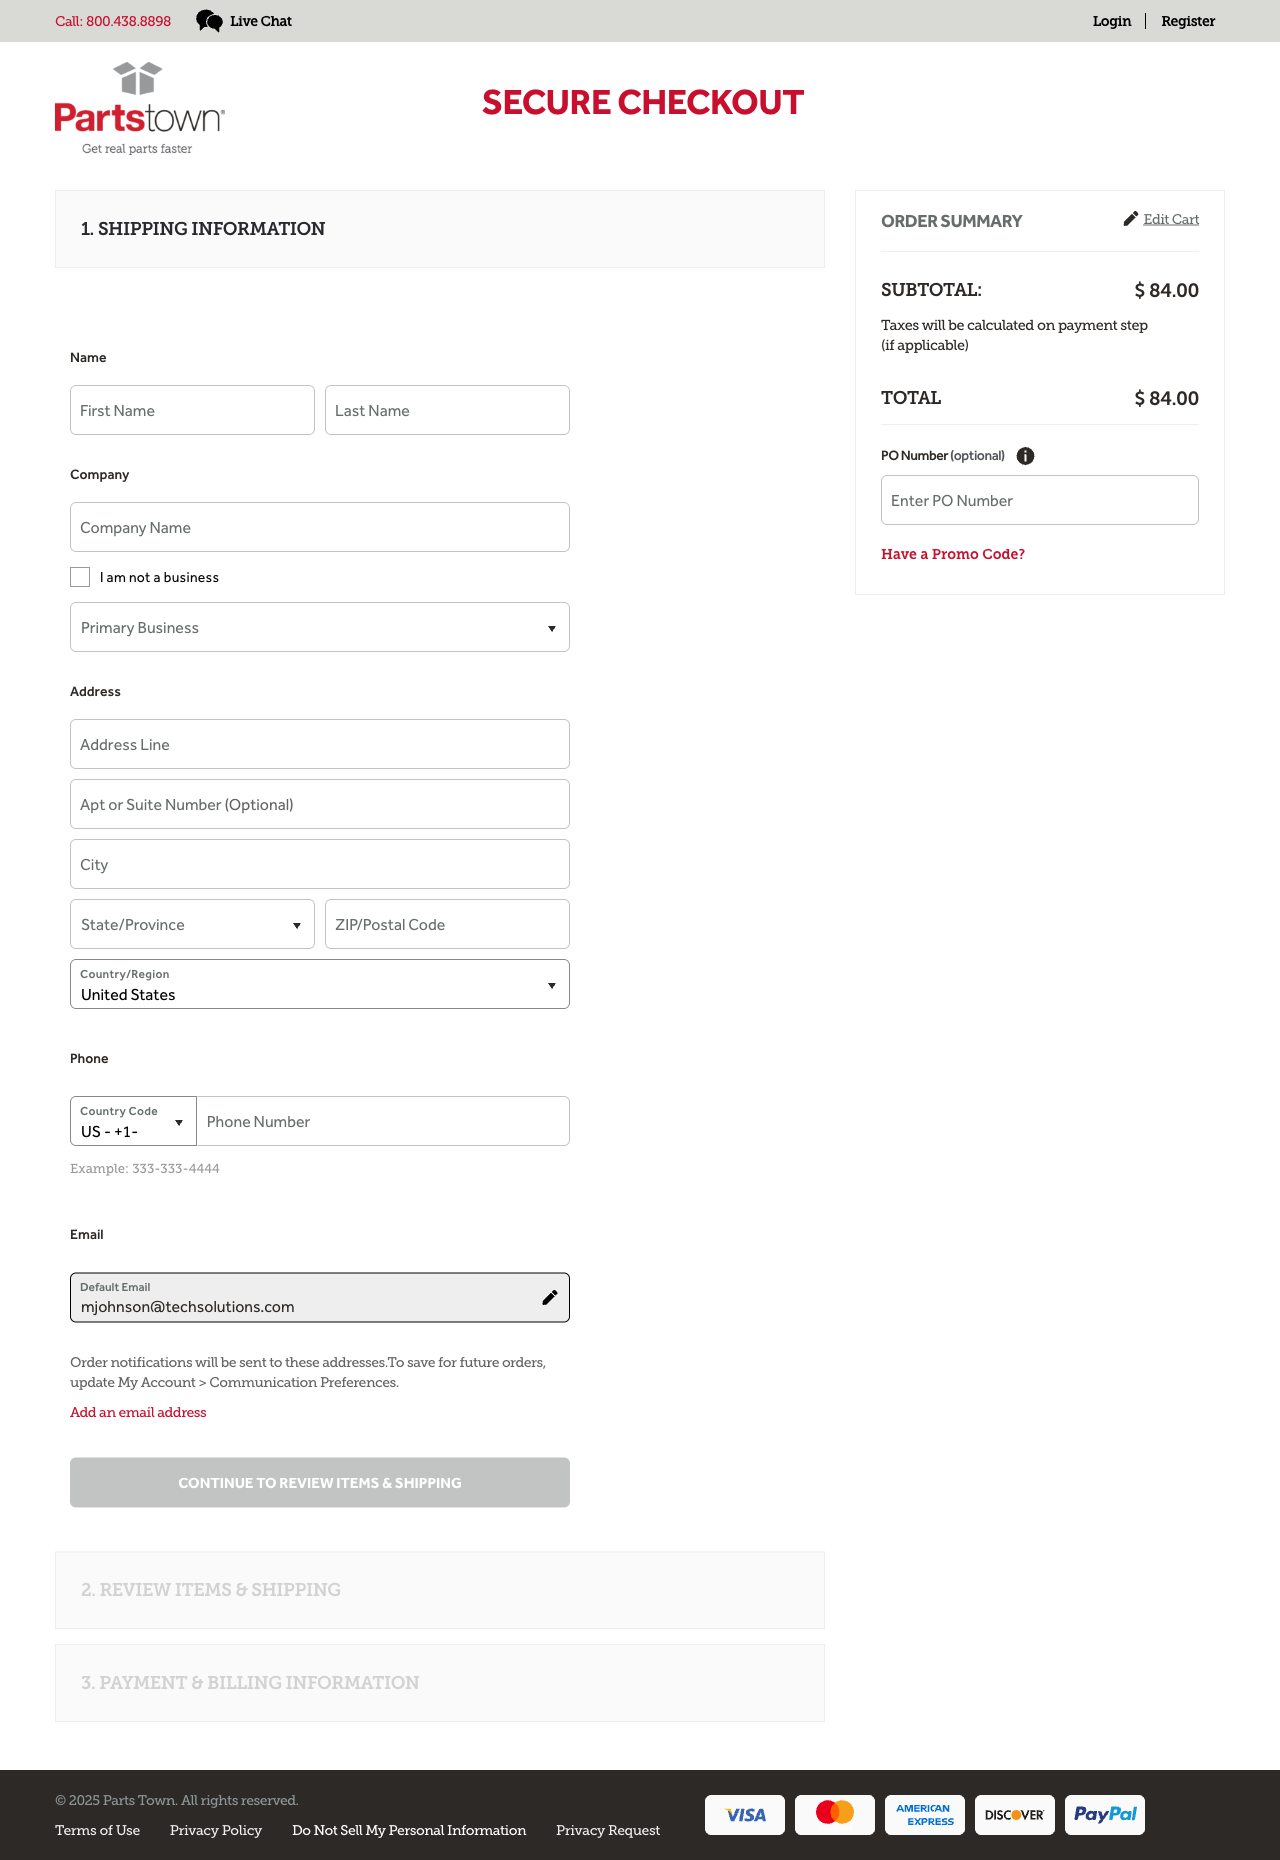 Call: 800.438.8898
Live Chat
Login
Register
Partstown®
Get real parts faster
SECURE CHECKOUT
1. SHIPPING INFORMATION
Name
First Name
Last Name
Company
Company Name
I am not a business
Primary Business
Address
Address Line
Apt or Suite Number (Optional)
City
State/Province
ZIP/Postal Code
Country/Region
United States
Phone
Country Code
US - +1-
Phone Number
Example: 333-333-4444
Email
Default Email
mjohnson@techsolutions.com
Order notifications will be sent to these addresses.To save for future orders,
update My Account > Communication Preferences.
Add an email address
CONTINUE TO REVIEW ITEMS & SHIPPING
2. REVIEW ITEMS & SHIPPING
3. PAYMENT & BILLING INFORMATION
ORDER SUMMARY
Edit Cart
SUBTOTAL:
$ 84.00
Taxes will be calculated on payment step
(if applicable)
TOTAL
$ 84.00
PO Number (optional)
Enter PO Number
Have a Promo Code?
© 2025 Parts Town. All rights reserved.
Terms of Use
Privacy Policy
Do Not Sell My Personal Information
Privacy Request
VISA
AMERICAN
EXPRESS
DISCOVER
PayPal